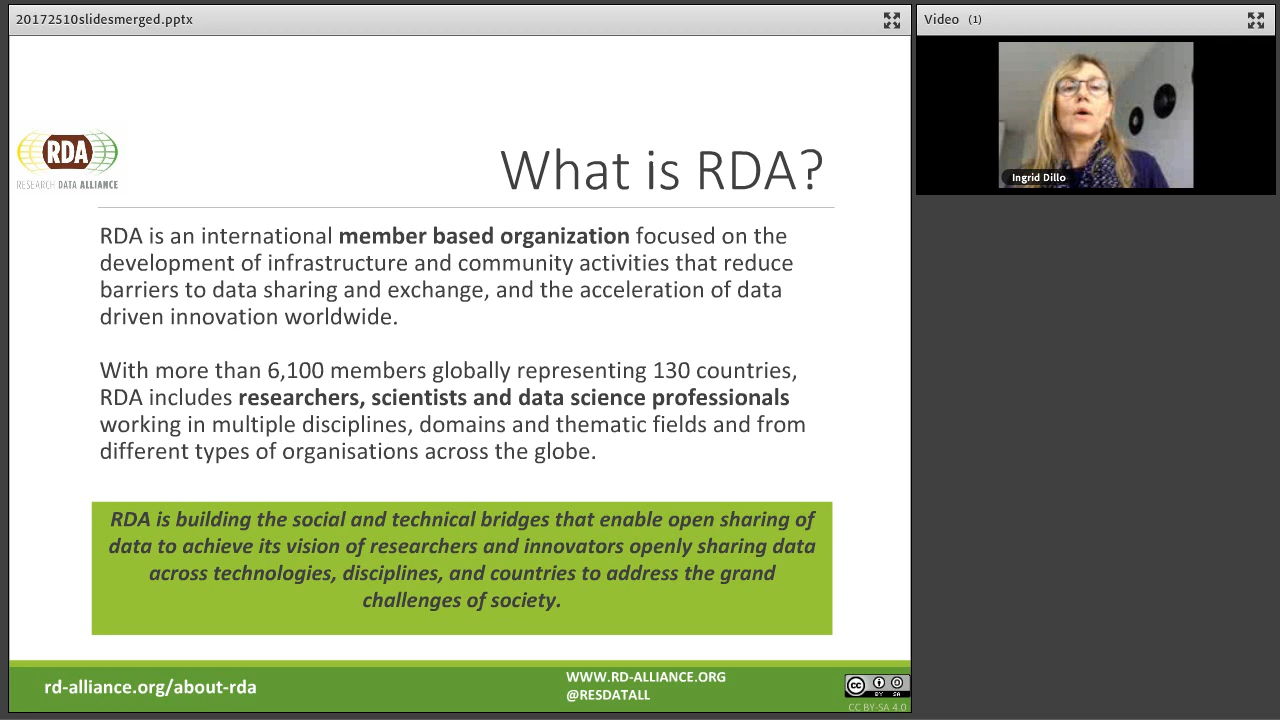 20172510slidesmerged.pptx
Video (1)
Ingrid Dillo
RDA
RESEARCH DATA ALLIANCE
What is RDA?
RDA is an international member based organization focused on the
development of infrastructure and community activities that reduce
barriers to data sharing and exchange, and the acceleration of data
driven innovation worldwide.
With more than 6,100 members globally representing 130 countries,
RDA includes researchers, scientists and data science professionals
working in multiple disciplines, domains and thematic fields and from
different types of organisations across the globe.
RDA is building the social and technical bridges that enable open sharing of
data to achieve its vision of researchers and innovators openly sharing data
across technologies, disciplines, and countries to address the grand
challenges of society.
rd-alliance.org/about-rda
WWW.RD-ALLIANCE.ORG
@RESDATALL
cc BY SA
CC BY-SA 4.0